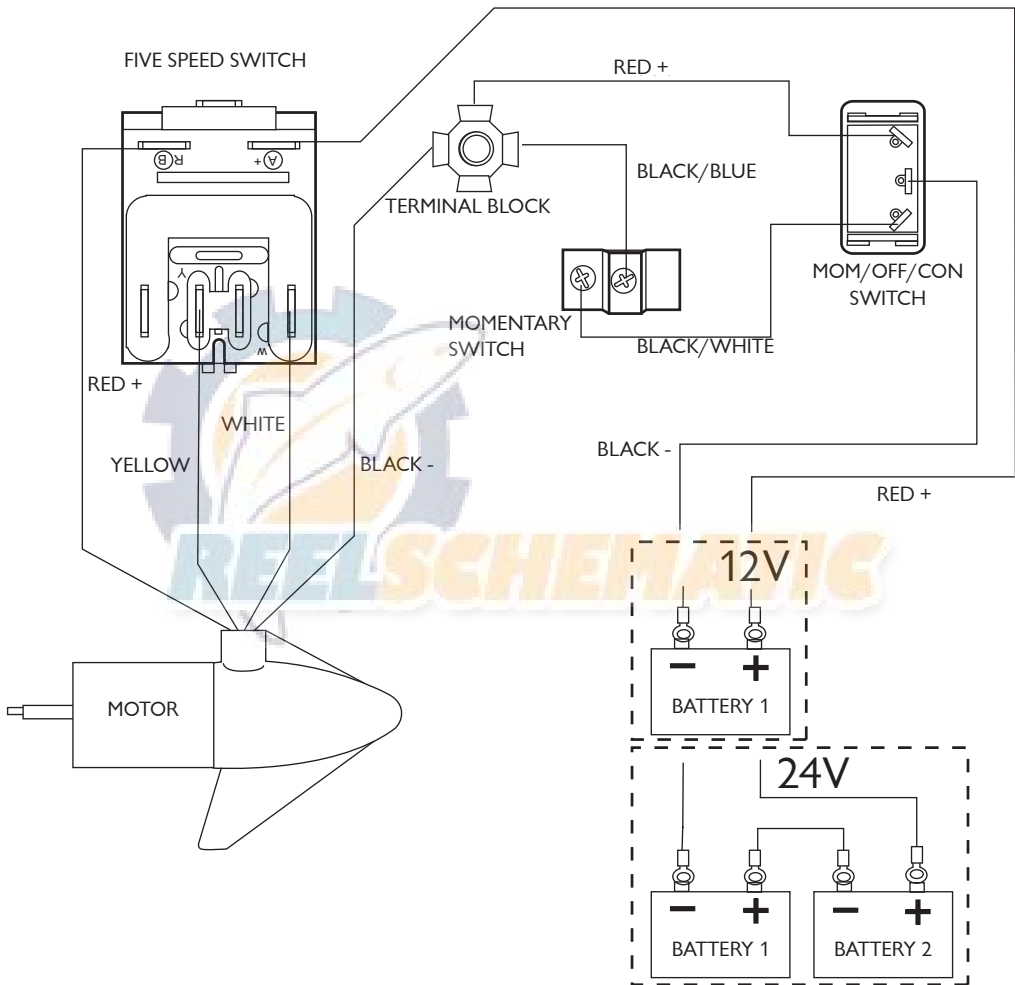 FIVE SPEED SWITCH
RED +
R B
A +
BLACK/BLUE
TERMINAL BLOCK
MOM/OFF/CON
SWITCH
Y
W
MOMENTARY
SWITCH
BLACK/WHITE
RED +
WHITE
YELLOW
BLACK -
BLACK -
RED +
REELSCHEMATIC
12V
- +
BATTERY 1
MOTOR
24V
- +
- +
BATTERY 1
BATTERY 2